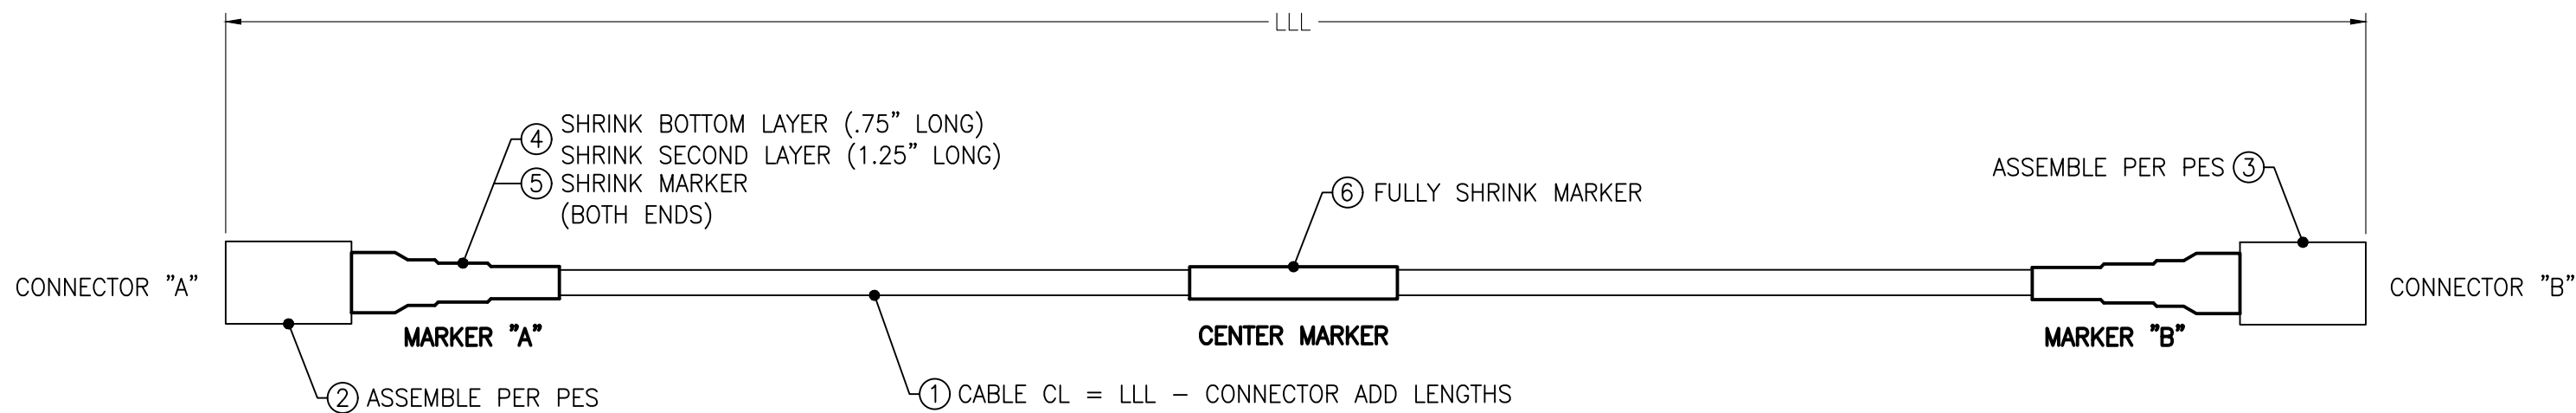 LLL
4 SHRINK BOTTOM LAYER (.75" LONG)
SHRINK SECOND LAYER (1.25" LONG)
5 SHRINK MARKER
(BOTH ENDS)
ASSEMBLE PER PES 3
6 FULLY SHRINK MARKER
CONNECTOR "A"
CONNECTOR "B"
MARKER "A"
CENTER MARKER
MARKER "B"
2 ASSEMBLE PER PES
1 CABLE CL = LLL - CONNECTOR ADD LENGTHS